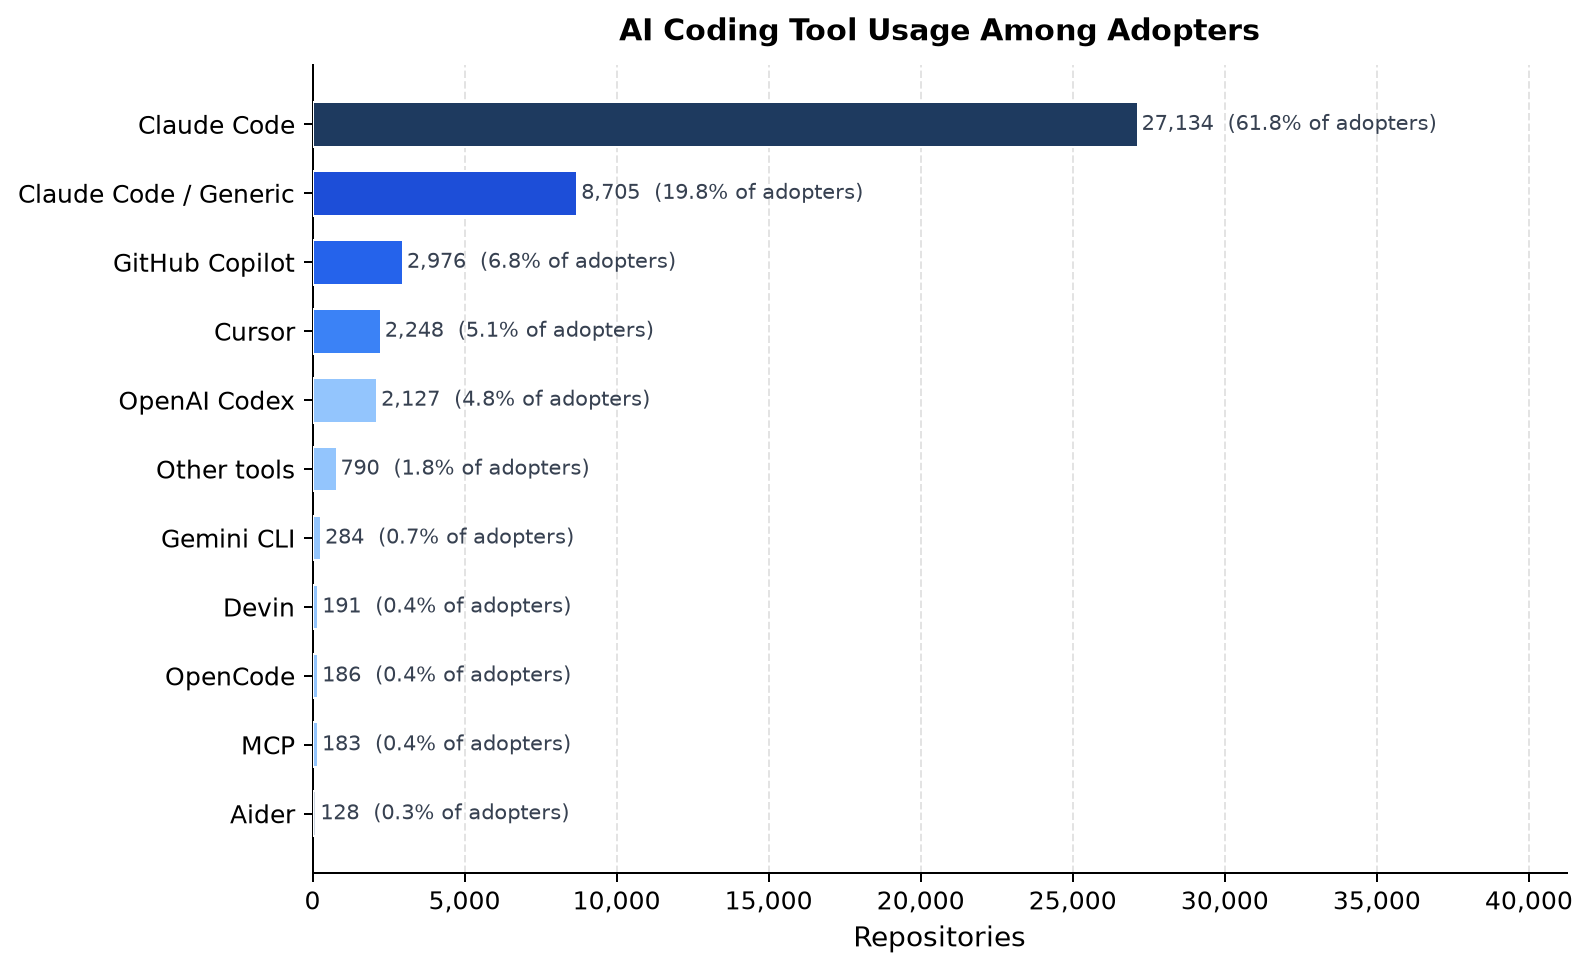 AI Coding Tool Usage Among Adopters
Claude Code 27,134 (61.8% of adopters)
Claude Code / Generic 8,705 (19.8% of adopters)
GitHub Copilot 2,976 (6.8% of adopters)
Cursor 2,248 (5.1% of adopters)
OpenAI Codex 2,127 (4.8% of adopters)
Other tools 790 (1.8% of adopters)
Gemini CLI 284 (0.7% of adopters)
Devin 191 (0.4% of adopters)
OpenCode 186 (0.4% of adopters)
MCP 183 (0.4% of adopters)
Aider 128 (0.3% of adopters)
0 5,000 10,000 15,000 20,000 25,000 30,000 35,000 40,000
Repositories